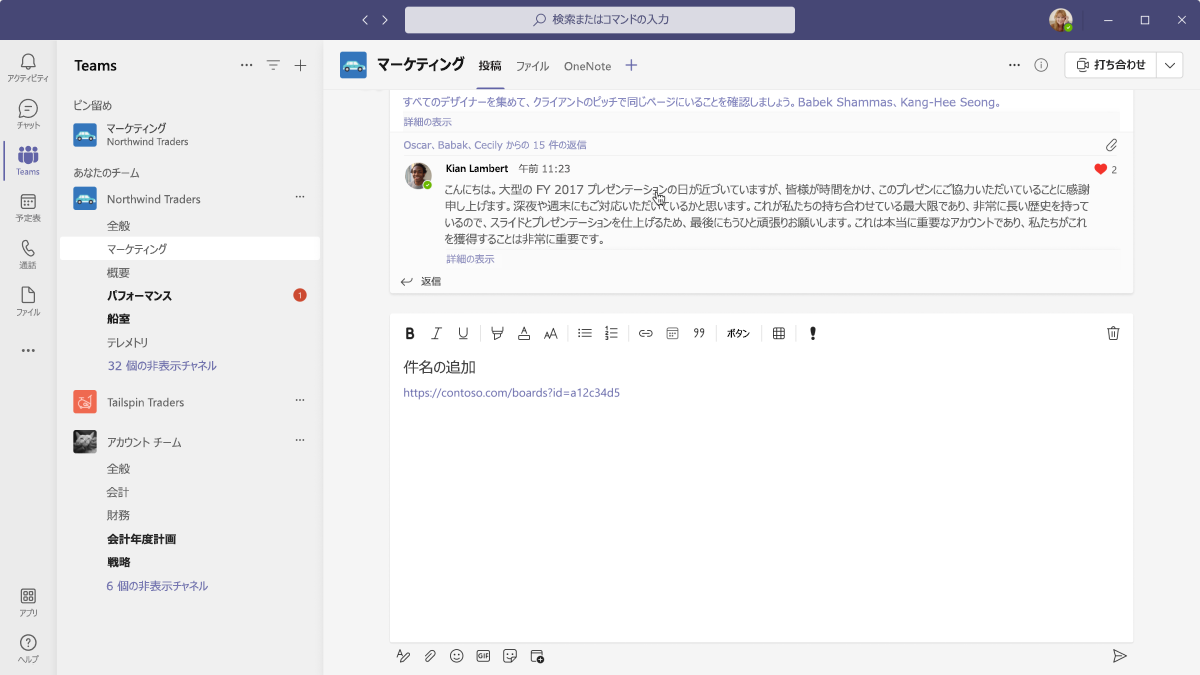 検索またはコマンドの入力
アクティビティ
チャット
Teams
予定表
通話
ファイル
アプリ
ヘルプ
Teams
ピン留め
マーケティング
Northwind Traders
あなたのチーム
Northwind Traders
全般
マーケティング
概要
パフォーマンス
1
船室
テレメトリ
32 個の非表示チャネル
Tailspin Traders
アカウント チーム
全般
会計
財務
会計年度計画
戦略
6 個の非表示チャネル
マーケティング
投稿
ファイル
OneNote
打ち合わせ
すべてのデザイナーを集めて、クライアントのピッチで同じページにいることを確認しましょう。Babek Shammas、Kang-Hee Seong。
詳細の表示
Oscar、Babak、Cecily からの 15 件の返信
Kian Lambert 午前 11:23
2
こんにちは。大型の FY 2017 プレゼンテーションの日が近づいていますが、皆様が時間をかけ、このプレゼンにご協力いただいていることに感謝
申し上げます。深夜や週末にもご対応いただいているかと思います。これが私たちの持ち合わせている最大限であり、非常に長い歴史を持って
いるので、スライドとプレゼンテーションを仕上げるため、最後にもうひと頑張りお願いします。これは本当に重要なアカウントであり、私たちがこれ
を獲得することは非常に重要です。
詳細の表示
返信
B I U
AA
ボタン
件名の追加
https://contoso.com/boards?id=a12c34d5
GIF